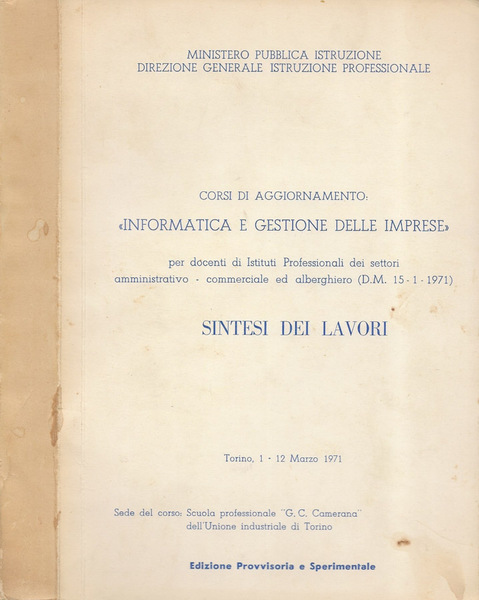 MINISTERO PUBBLICA ISTRUZIONE
DIREZIONE GENERALE ISTRUZIONE PROFESSIONALE
CORSI DI AGGIORNAMENTO:
«INFORMATICA E GESTIONE DELLE IMPRESE»
per docenti di Istituti Professionali dei settori
amministrativo - commerciale ed alberghiero (D.M. 15 - 1 - 1971)
SINTESI DEI LAVORI
Torino, 1 - 12 Marzo 1971
Sede del corso: Scuola professionale "G. C. Camerana"
dell'Unione industriale di Torino
Edizione Provvisoria e Sperimentale